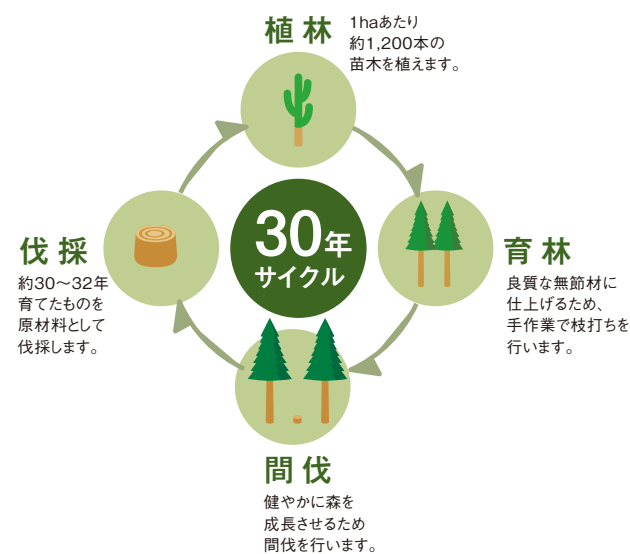 植林
1haあたり
約1,200本の
苗木を植えます。
30年
サイクル
育林
良質な無節材に
仕上げるため、
手作業で枝打ちを
行います。
間伐
健やかに森を
成長させるため
間伐を行います。
伐採
約30〜32年
育てたものを
原材料として
伐採します。